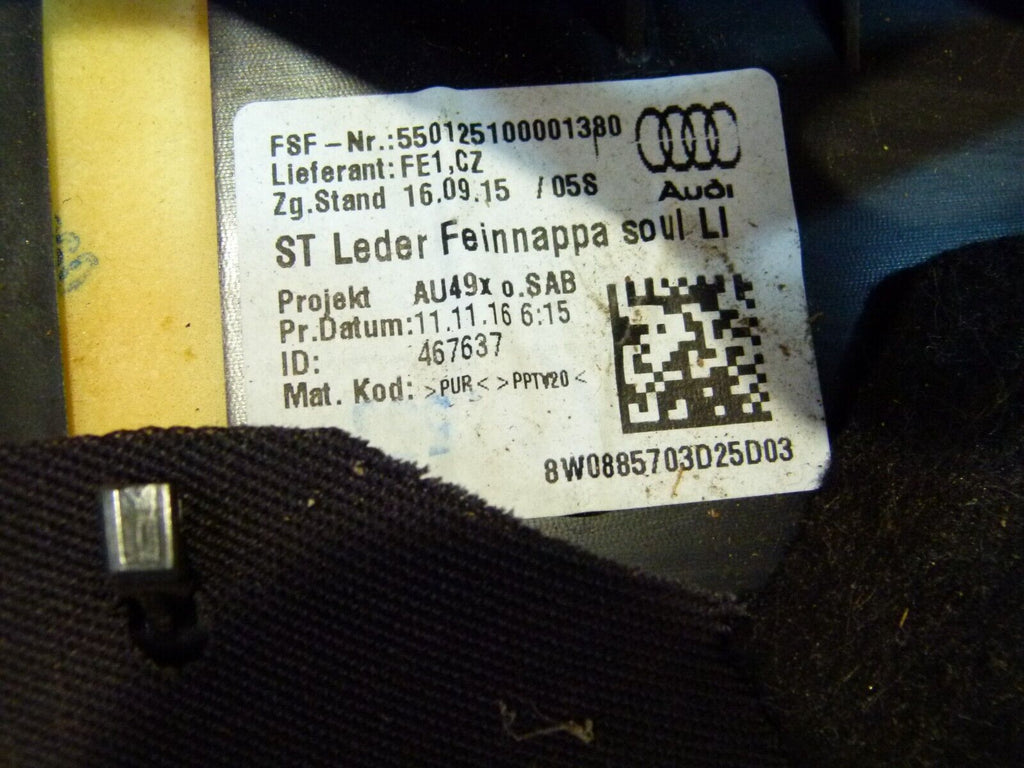 FSF-Nr.:550125100001380
Lieferant: FE1,CZ
Zg.Stand 16.09.15 /05S
Audi
ST Leder Feinnappa soul LI
Projekt AU49x o.SAB
Pr.Datum:11.11.16 6:15
ID: 467637
Mat. Kod: >PUR< >PPTV20<
8W0885703D25D03